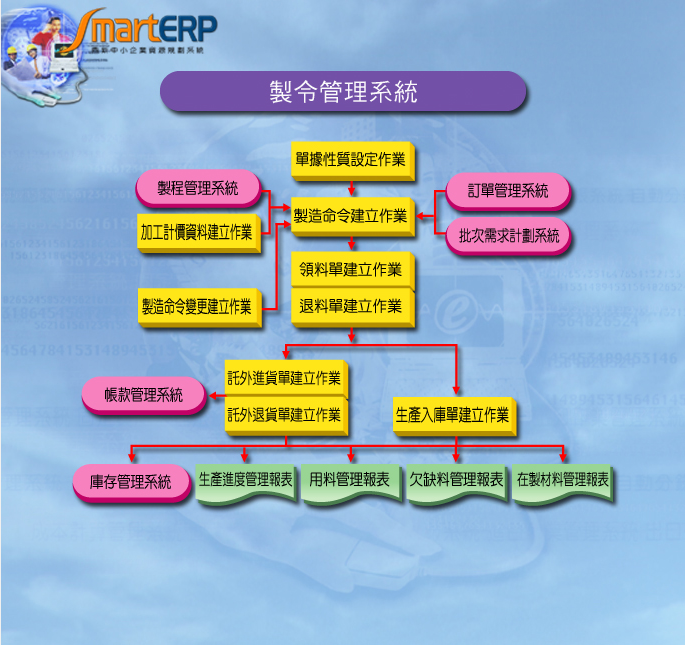 SmartERP
鼎新中小企業資源規劃系統
製令管理系統
單據性質設定作業
製程管理系統
訂單管理系統
製造命令建立作業
加工計價資料建立作業
批次需求計劃系統
領料單建立作業
製造命令變更建立作業
退料單建立作業
託外進貨單建立作業
帳款管理系統
託外退貨單建立作業
生產入庫單建立作業
庫存管理系統
生產進度管理報表
用料管理報表
欠缺料管理報表
在製材料管理報表